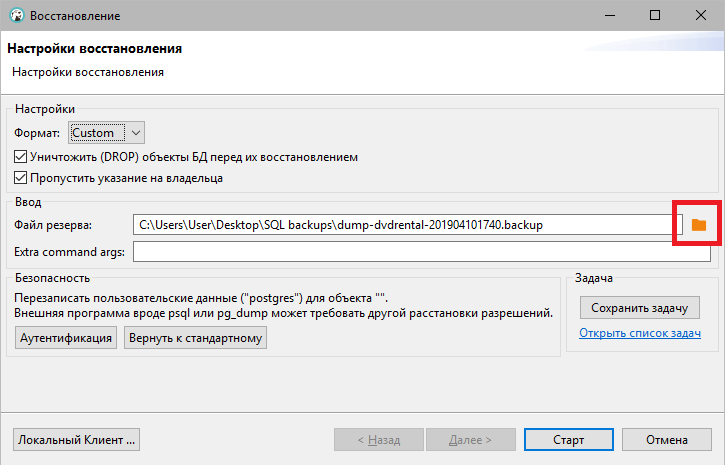 Восстановление
Настройки восстановления
Настройки восстановления
Настройки
Формат: Custom
Уничтожить (DROP) объекты БД перед их восстановлением
Пропустить указание на владельца
Ввод
Файл резерва: C:\Users\User\Desktop\SQL backups\dump-dvdrental-201904101740.backup
Extra command args:
Безопасность
Перезаписать пользовательские данные ("postgres") для объекта "".
Внешняя программа вроде psql или pg_dump может требовать другой расстановки разрешений.
Аутентификация Вернуть к стандартному
Задача
Сохранить задачу
Открыть список задач
Локальный Клиент ... < Назад Далее > Старт Отмена